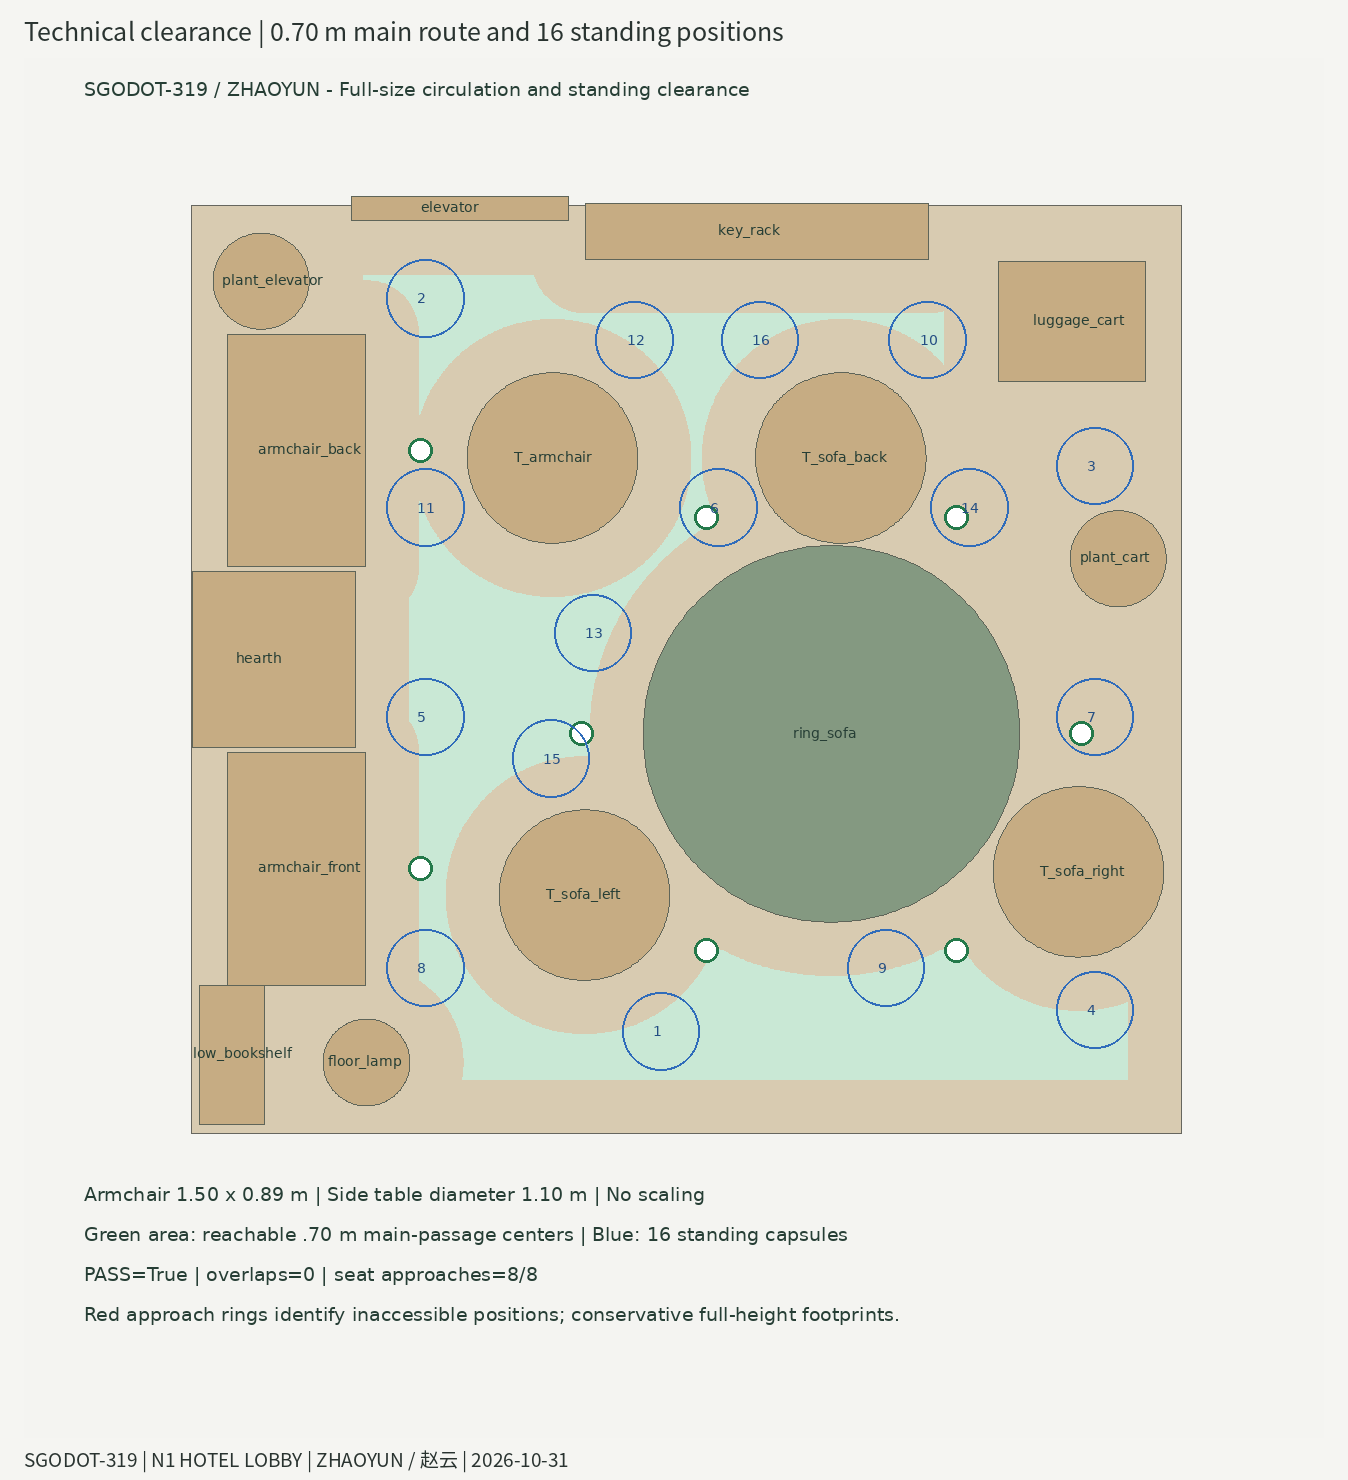 Technical clearance | 0.70 m main route and 16 standing positions
SGODOT-319 / ZHAOYUN - Full-size circulation and standing clearance
elevator
key_rack
plant_elevator
2
luggage_cart
12
16
10
armchair_back
T_armchair
T_sofa_back
3
11
6
14
plant_cart
13
hearth
5
7
ring_sofa
15
armchair_front
T_sofa_left
T_sofa_right
8
9
4
1
low_bookshelf
floor_lamp
Armchair 1.50 x 0.89 m | Side table diameter 1.10 m | No scaling
Green area: reachable .70 m main-passage centers | Blue: 16 standing capsules
PASS=True | overlaps=0 | seat approaches=8/8
Red approach rings identify inaccessible positions; conservative full-height footprints.
SGODOT-319 | N1 HOTEL LOBBY | ZHAOYUN / 赵云 | 2026-10-31